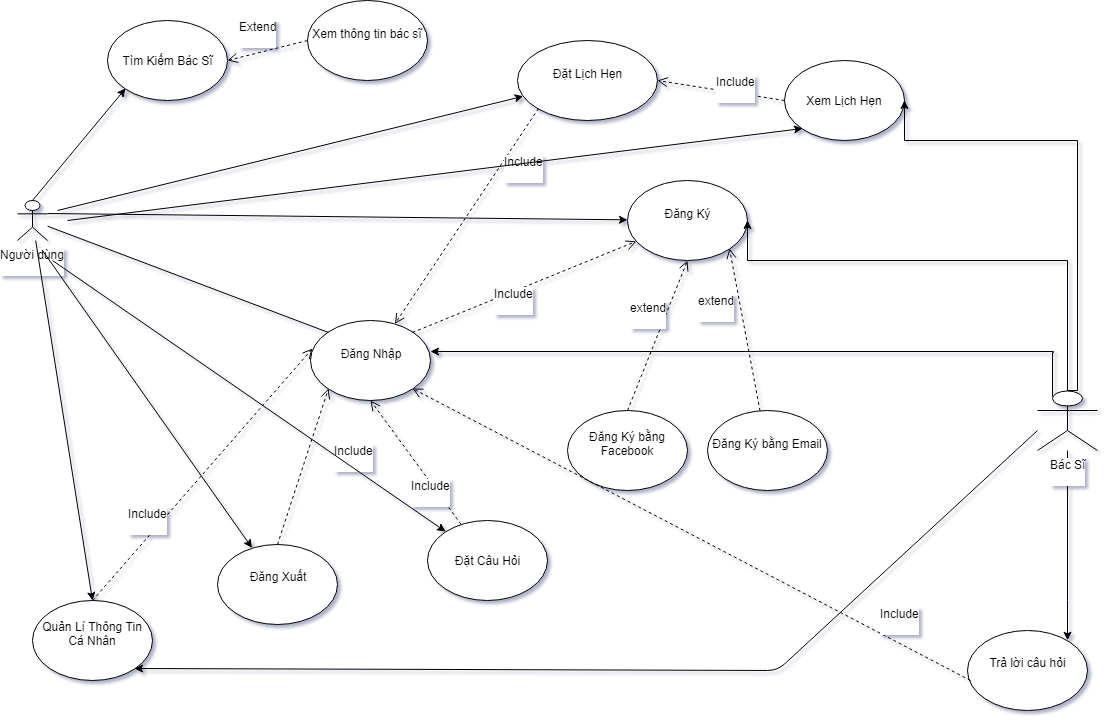 Extend
Xem thông tin bác sĩ
Tìm Kiếm Bác Sĩ
Đặt Lịch Hẹn
Include
Xem Lịch Hẹn
Include
Đăng Ký
Người dùng
Include
extend
extend
Đăng Nhập
Đăng Ký bằng
Facebook
Đăng Ký bằng Email
Include
Bác Sĩ
Include
Include
Đặt Câu Hỏi
Đăng Xuất
Include
Quản Lí Thông Tin
Cá Nhân
Trả lời câu hỏi